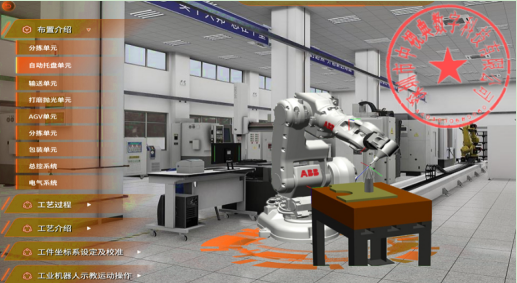 布置介绍
分拣单元
自动托盘单元
输送单元
打磨抛光单元
AGV单元
分拣单元
包装单元
总控系统
电气系统
工艺过程
工艺介绍
工件坐标系设定及校准
工业机器人示教运动操作
ABB
ABB